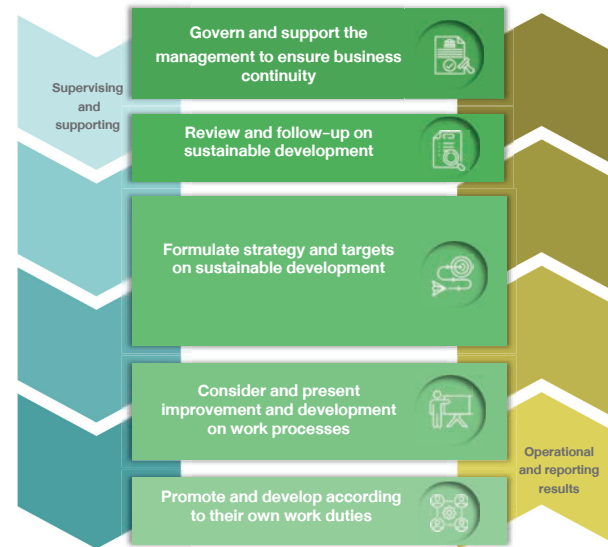 Govern and support the
management to ensure business
continuity
Supervising
and
supporting
Review and follow-up on
sustainable development
Formulate strategy and targets
on sustainable development
Consider and present
improvement and development
on work processes
Operational
and reporting
results
Promote and develop according
to their own work duties